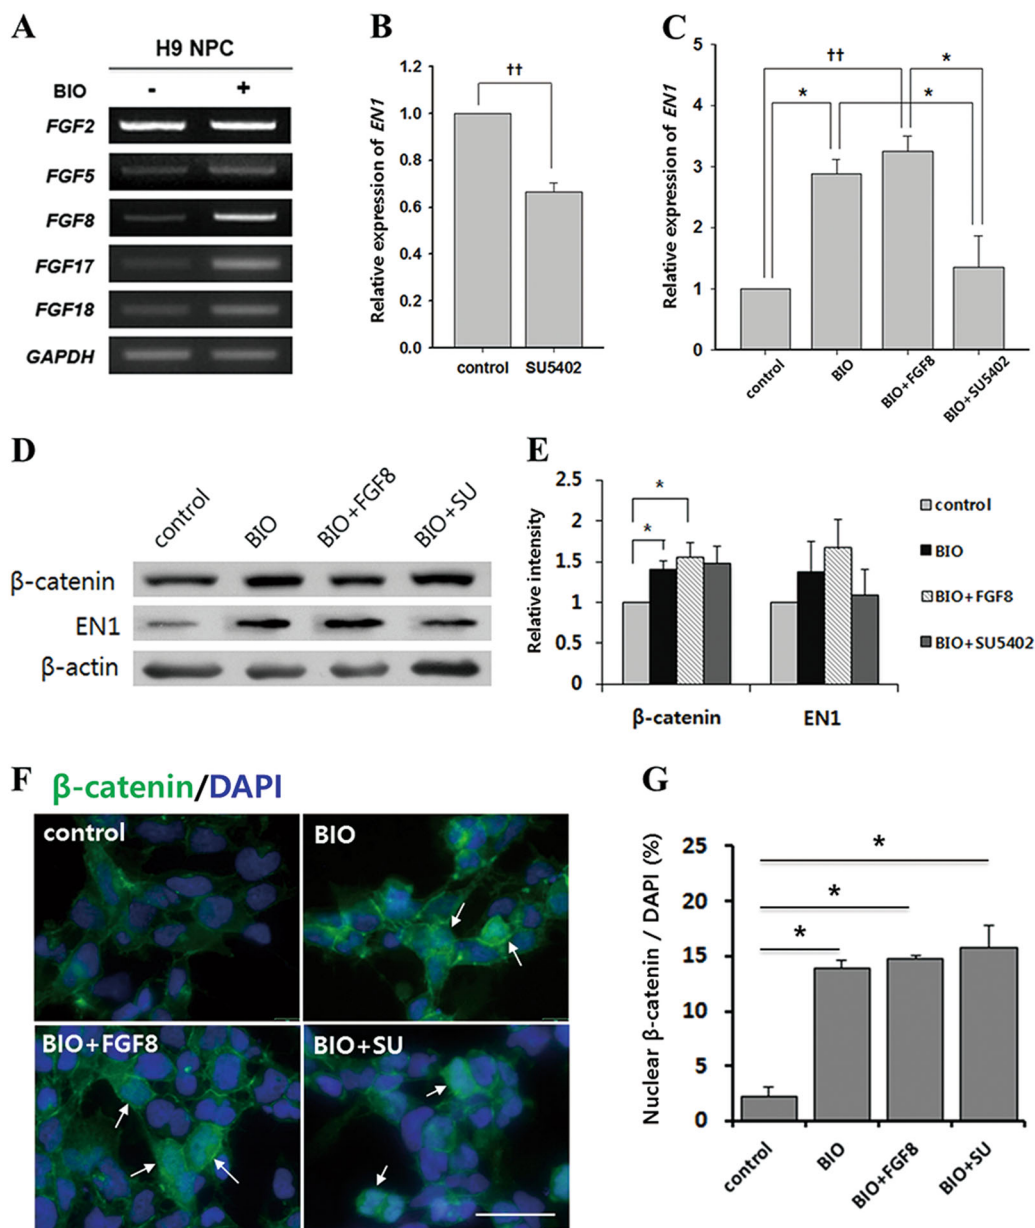 A
H9 NPC
BIO - +
FGF2
FGF5
FGF8
FGF17
FGF18
GAPDH
B
Relative expression of EN1
1.2
1.0
0.8
0.6
0.4
0.2
0.0
††
control SU5402
C
Relative expression of EN1
5
4
3
2
1
0
†† *
* *
control BIO BIO+FGF8 BIO+SU5402
D
control BIO BIO+FGF8 BIO+SU
β-catenin
EN1
β-actin
E
Relative intensity
2.5
2
1.5
1
0.5
0
*
*
β-catenin EN1
control
BIO
BIO+FGF8
BIO+SU5402
F
β-catenin/DAPI
control BIO
BIO+FGF8 BIO+SU
G
Nuclear β-catenin / DAPI (%)
25
20
15
10
5
0
*
*
*
control BIO BIO+FGF8 BIO+SU